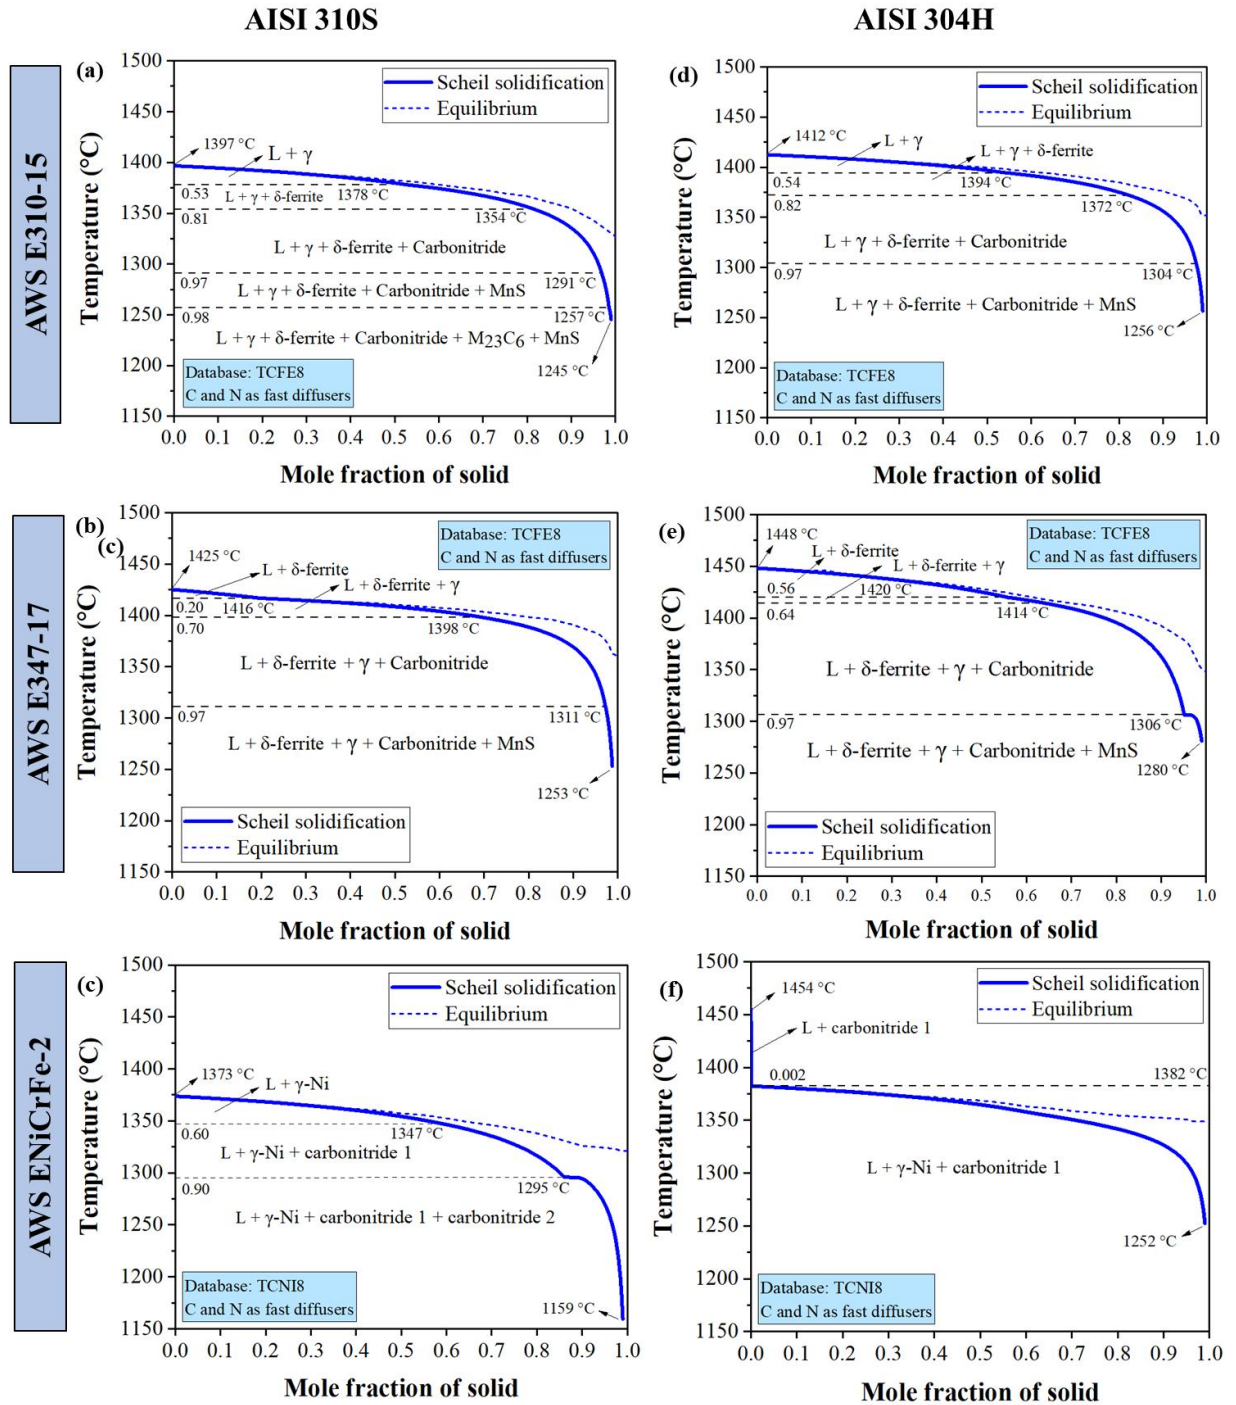 AISI 310S
AISI 304H
AWS E310-15
(a)
1500
1450
1400
1350
1300
1250
1200
1150
Temperature (°C)
Scheil solidification
Equilibrium
1397 °C
L + γ
0.53
L + γ + δ-ferrite
1378 °C
0.81
1354 °C
L + γ + δ-ferrite + Carbonitride
0.97
1291 °C
L + γ + δ-ferrite + Carbonitride + MnS
0.98
1257 °C
L + γ + δ-ferrite + Carbonitride + M23C6 + MnS
1245 °C
Database: TCFE8
C and N as fast diffusers
0.0 0.1 0.2 0.3 0.4 0.5 0.6 0.7 0.8 0.9 1.0
Mole fraction of solid
(d)
1500
1450
1400
1350
1300
1250
1200
1150
Temperature (°C)
Scheil solidification
Equilibrium
1412 °C
L + γ
L + γ + δ-ferrite
0.54
1394 °C
0.82
1372 °C
L + γ + δ-ferrite + Carbonitride
0.97
1304 °C
L + γ + δ-ferrite + Carbonitride + MnS
1256 °C
Database: TCFE8
C and N as fast diffusers
0.0 0.1 0.2 0.3 0.4 0.5 0.6 0.7 0.8 0.9 1.0
Mole fraction of solid
AWS E347-17
(b)
(c)
1500
1450
1400
1350
1300
1250
1200
1150
Temperature (°C)
Database: TCFE8
C and N as fast diffusers
1425 °C
L + δ-ferrite
L + δ-ferrite + γ
0.20
1416 °C
0.70
1398 °C
L + δ-ferrite + γ + Carbonitride
0.97
1311 °C
L + δ-ferrite + γ + Carbonitride + MnS
1253 °C
Scheil solidification
Equilibrium
0.0 0.1 0.2 0.3 0.4 0.5 0.6 0.7 0.8 0.9 1.0
Mole fraction of solid
(e)
1500
1450
1400
1350
1300
1250
1200
1150
Temperature (°C)
Database: TCFE8
C and N as fast diffusers
1448 °C
L + δ-ferrite
L + δ-ferrite + γ
0.56
1420 °C
0.64
1414 °C
L + δ-ferrite + γ + Carbonitride
0.97
1306 °C
L + δ-ferrite + γ + Carbonitride + MnS
1280 °C
Scheil solidification
Equilibrium
0.0 0.1 0.2 0.3 0.4 0.5 0.6 0.7 0.8 0.9 1.0
Mole fraction of solid
AWS ENiCrFe-2
(c)
1500
1450
1400
1350
1300
1250
1200
1150
Temperature (°C)
Scheil solidification
Equilibrium
1373 °C
L + γ-Ni
0.60
1347 °C
L + γ-Ni + carbonitride 1
0.90
1295 °C
L + γ-Ni + carbonitride 1 + carbonitride 2
Database: TCNI8
C and N as fast diffusers
1159 °C
0.0 0.1 0.2 0.3 0.4 0.5 0.6 0.7 0.8 0.9 1.0
Mole fraction of solid
(f)
1500
1450
1400
1350
1300
1250
1200
1150
Temperature (°C)
Scheil solidification
Equilibrium
1454 °C
L + carbonitride 1
0.002
1382 °C
L + γ-Ni + carbonitride 1
1252 °C
Database: TCNI8
C and N as fast diffusers
0.0 0.1 0.2 0.3 0.4 0.5 0.6 0.7 0.8 0.9 1.0
Mole fraction of solid